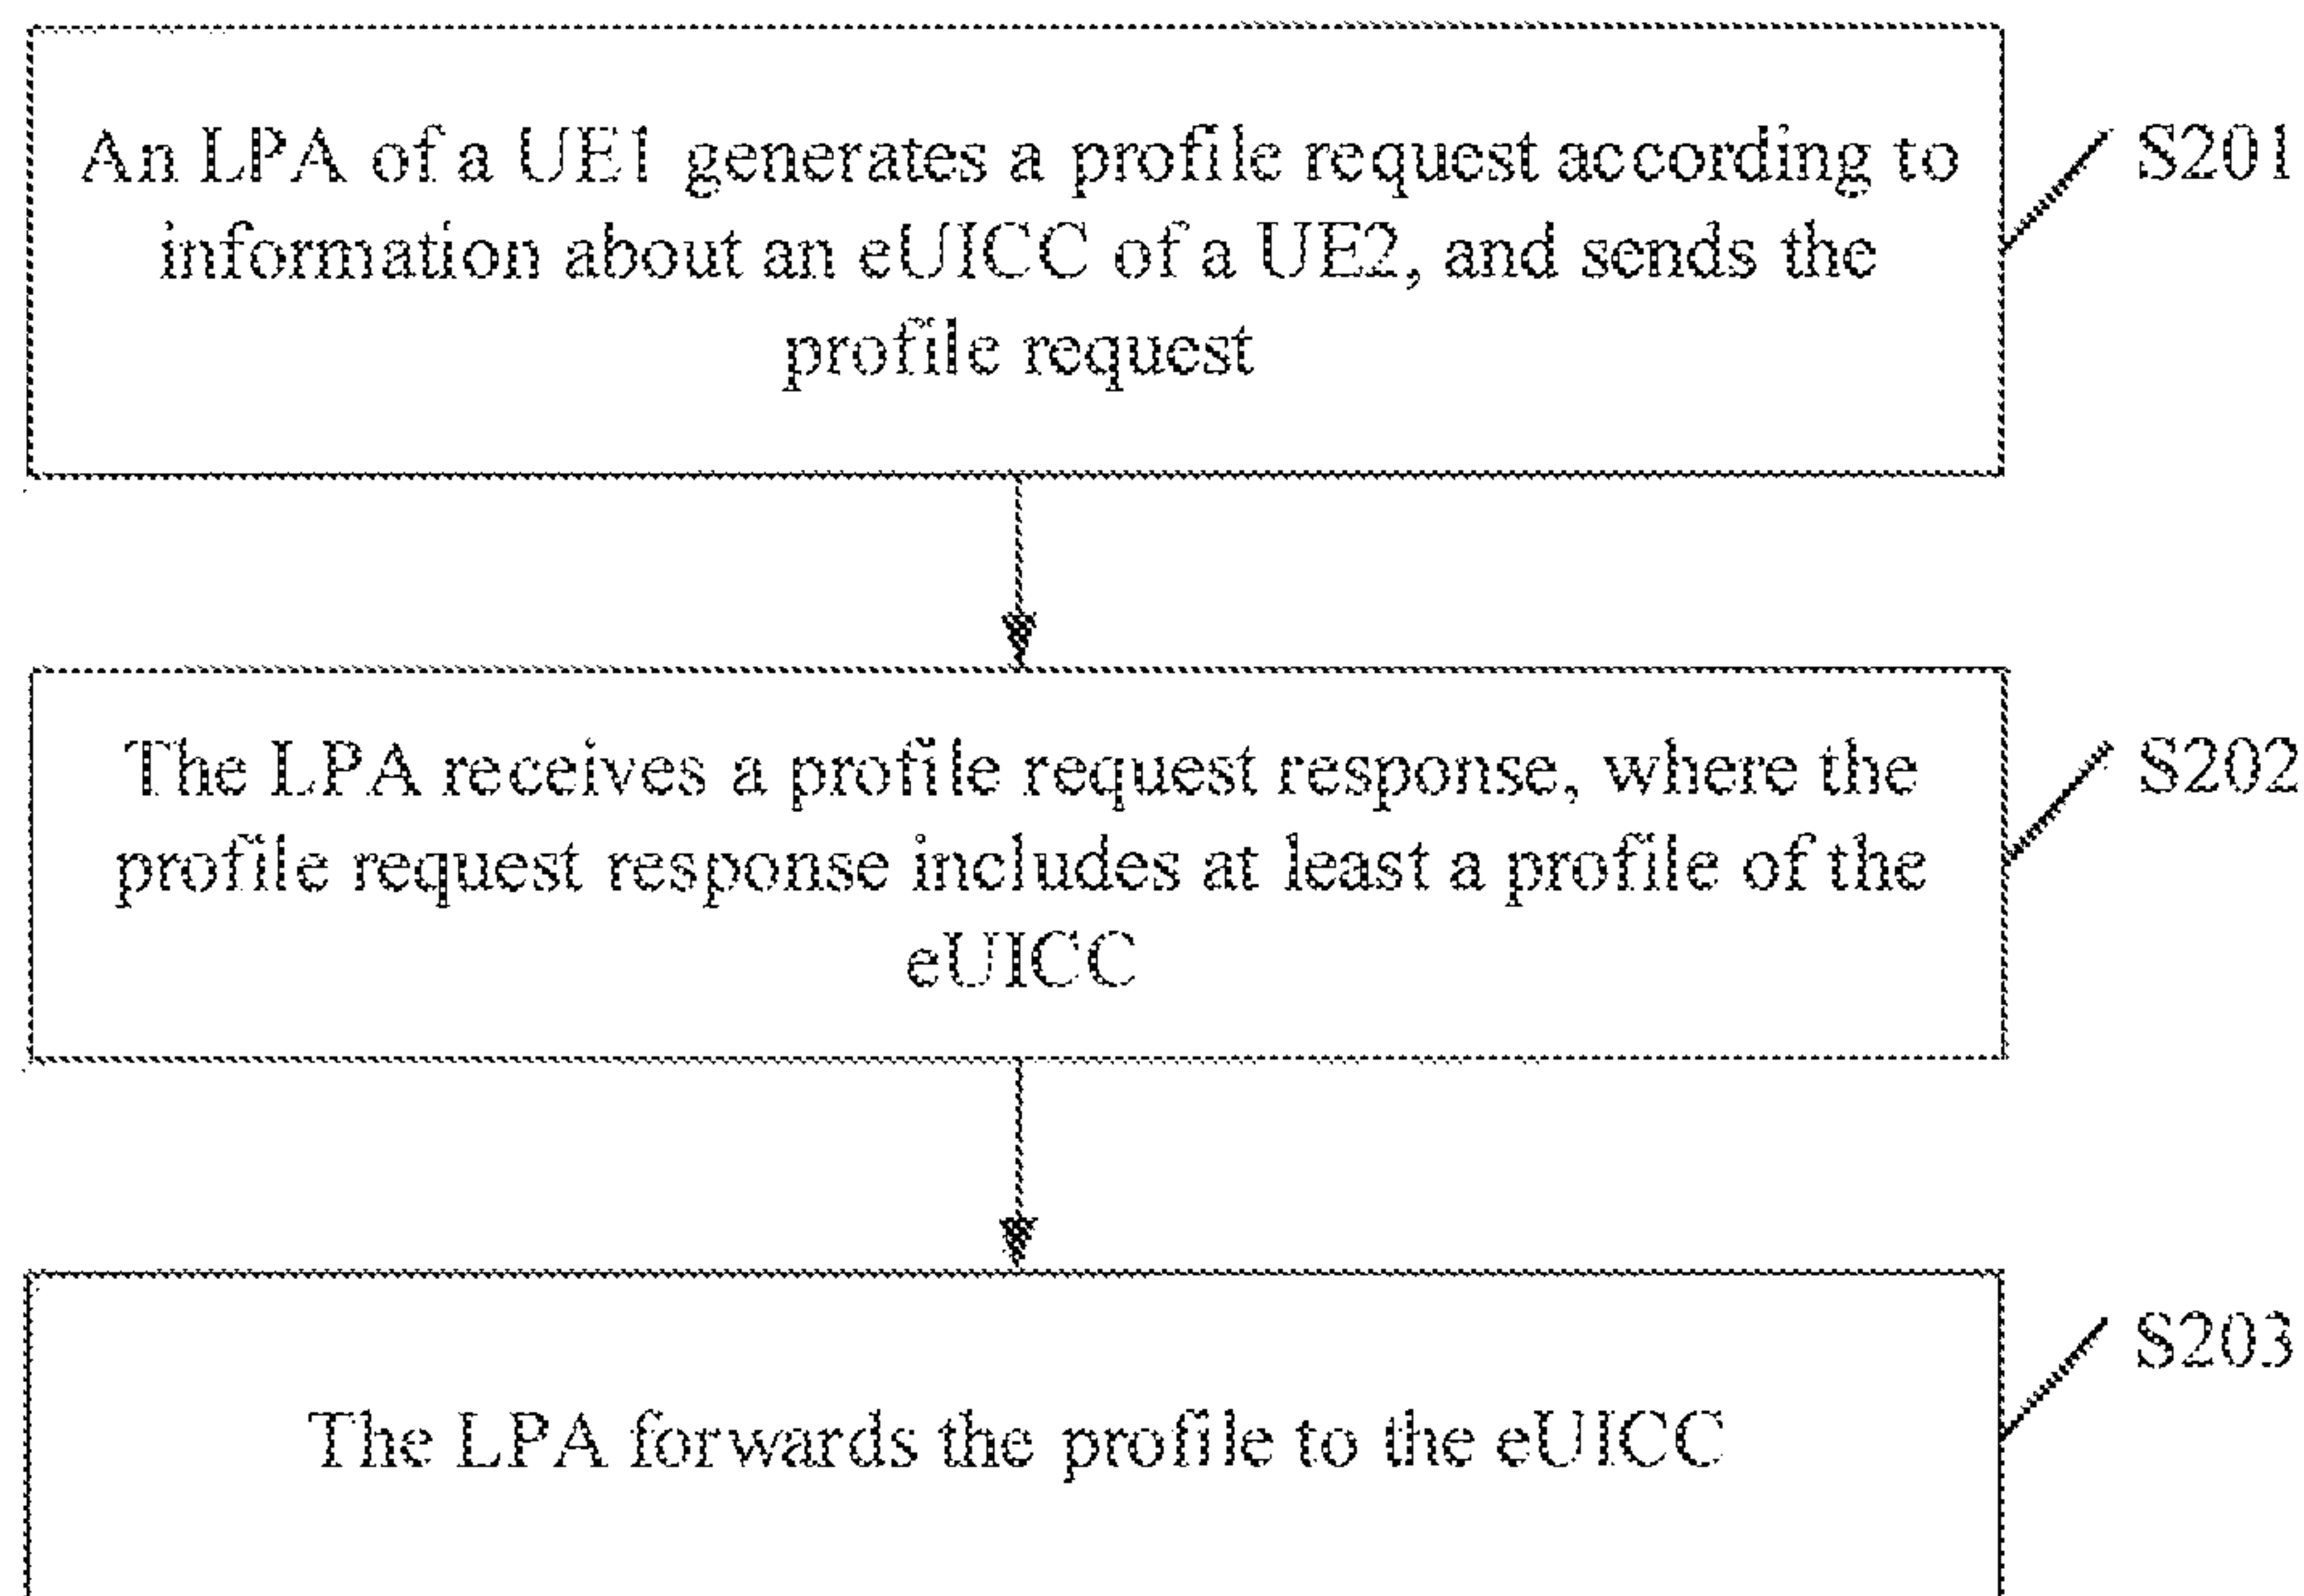 An LPA of a UE1 generates a profile request according to
information about an eUICC of a UE2, and sends the
profile request
S201
The LPA receives a profile request response, where the
profile request response includes at least a profile of the
eUICC
S202
The LPA forwards the profile to the eUICC
S203